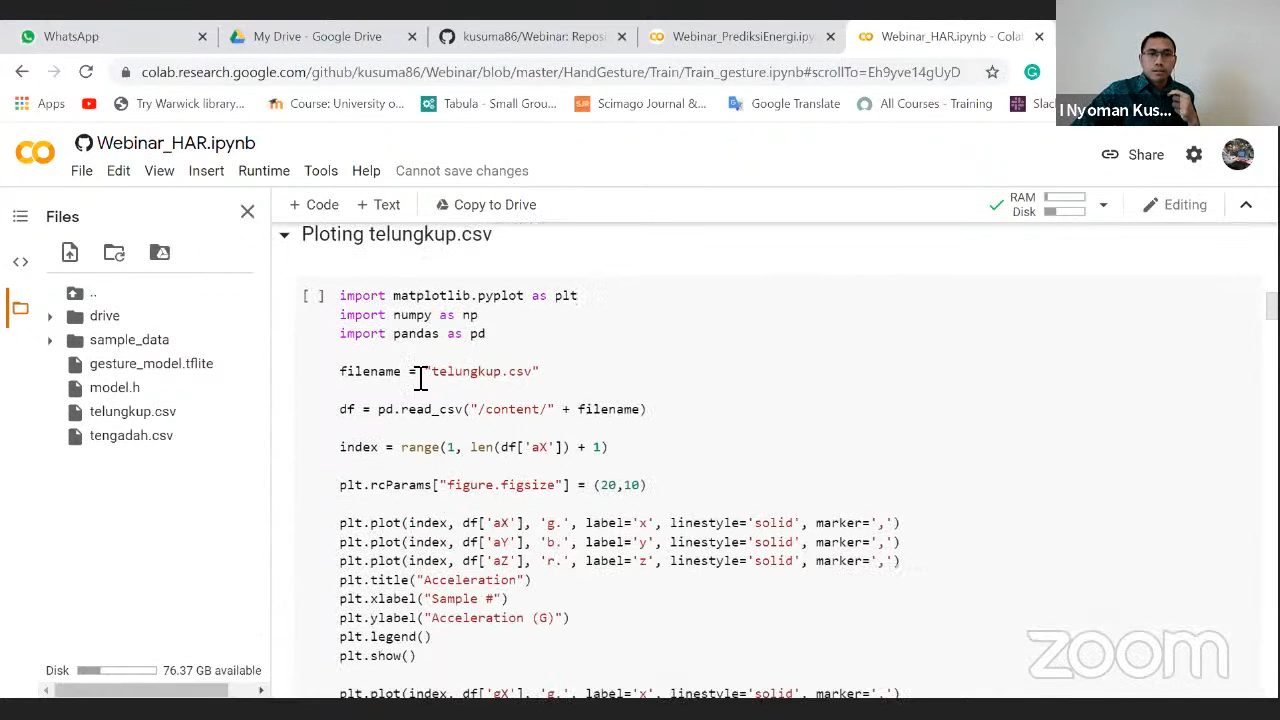 WhatsApp
My Drive - Google Drive
kusuma86/Webinar: Reposi
Webinar_PrediksiEnergi.ipy
Webinar_HAR.ipynb - Colab
colab.research.google.com/github/kusuma86/Webinar/blob/master/HandGesture/Train/Train_gesture.ipynb#scrollTo=Eh9yve14gUyD
Apps
Try Warwick library....
Course: University o...
Tabula - Small Grou...
Scimago Journal &...
Google Translate
All Courses - Training
Slac
I Nyoman Kus...
CO
Webinar_HAR.ipynb
File Edit View Insert Runtime Tools Help Cannot save changes
Share
Files
+ Code + Text
Copy to Drive
RAM
Disk
Editing
..
drive
sample_data
gesture_model.tflite
model.h
telungkup.csv
tengadah.csv
Disk
76.37 GB available
Ploting telungkup.csv
[ ] import matplotlib.pyplot as plt
import numpy as np
import pandas as pd
filename = "telungkup.csv"
df = pd.read_csv("/content/" + filename)
index = range(1, len(df['aX']) + 1)
plt.rcParams["figure.figsize"] = (20,10)
plt.plot(index, df['aX'], 'g.', label='x', linestyle='solid', marker=',')
plt.plot(index, df['aY'], 'b.', label='y', linestyle='solid', marker=',')
plt.plot(index, df['aZ'], 'r.', label='z', linestyle='solid', marker=',')
plt.title("Acceleration")
plt.xlabel("Sample #")
plt.ylabel("Acceleration (G)")
plt.legend()
plt.show()
plt.plot(index, df['gX'], 'g.', label='x', linestyle='solid', marker=',')
zoom